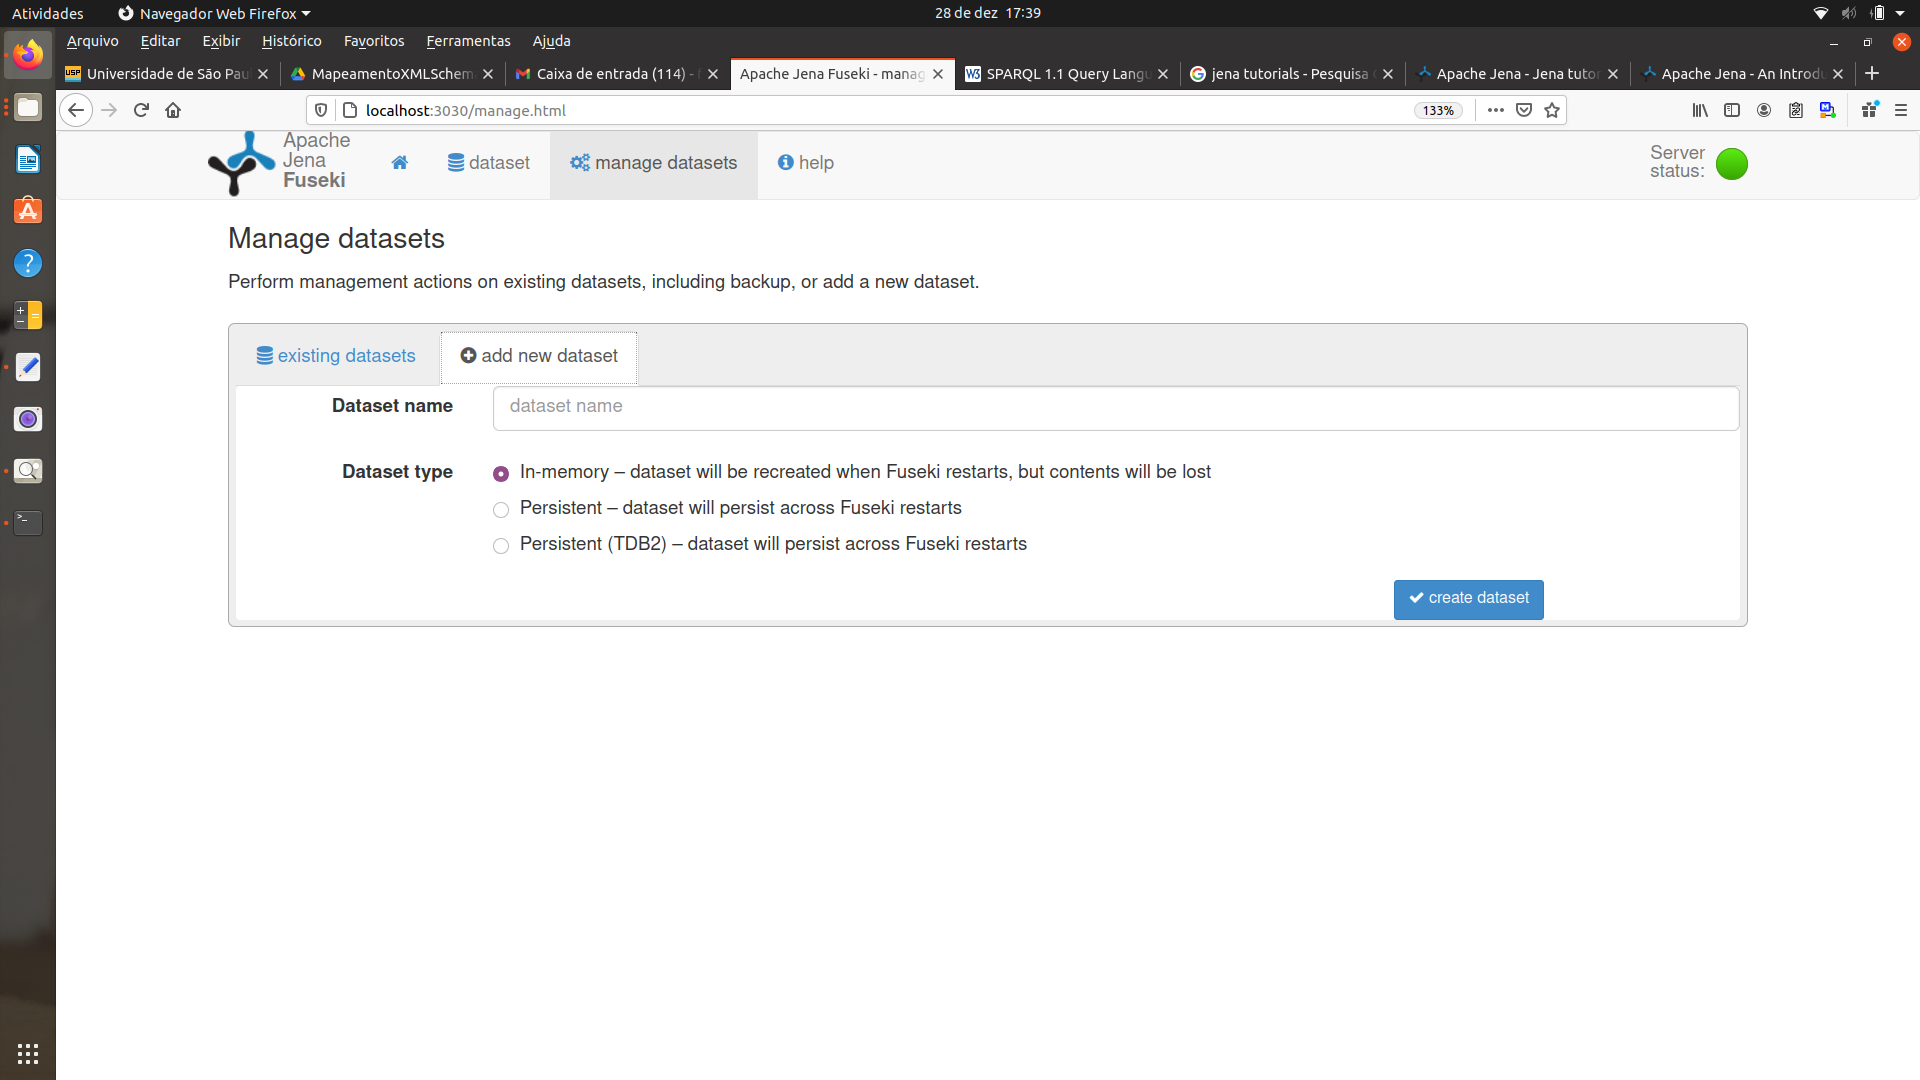 Atividades
Navegador Web Firefox
28 de dez 17:39
Arquivo Editar Exibir Histórico Favoritos Ferramentas Ajuda
USP Universidade de São Pau
MapeamentoXMLSchem
Caixa de entrada (114) -
Apache Jena Fuseki - manag
W3 SPARQL 1.1 Query Langu
jena tutorials - Pesquisa
Apache Jena - Jena tutor
Apache Jena - An Introdu
localhost:3030/manage.html
133%
Apache
Jena
Fuseki
dataset
manage datasets
help
Server
status:
Manage datasets
Perform management actions on existing datasets, including backup, or add a new dataset.
existing datasets
add new dataset
Dataset name
dataset name
Dataset type
In-memory – dataset will be recreated when Fuseki restarts, but contents will be lost
Persistent – dataset will persist across Fuseki restarts
Persistent (TDB2) – dataset will persist across Fuseki restarts
create dataset